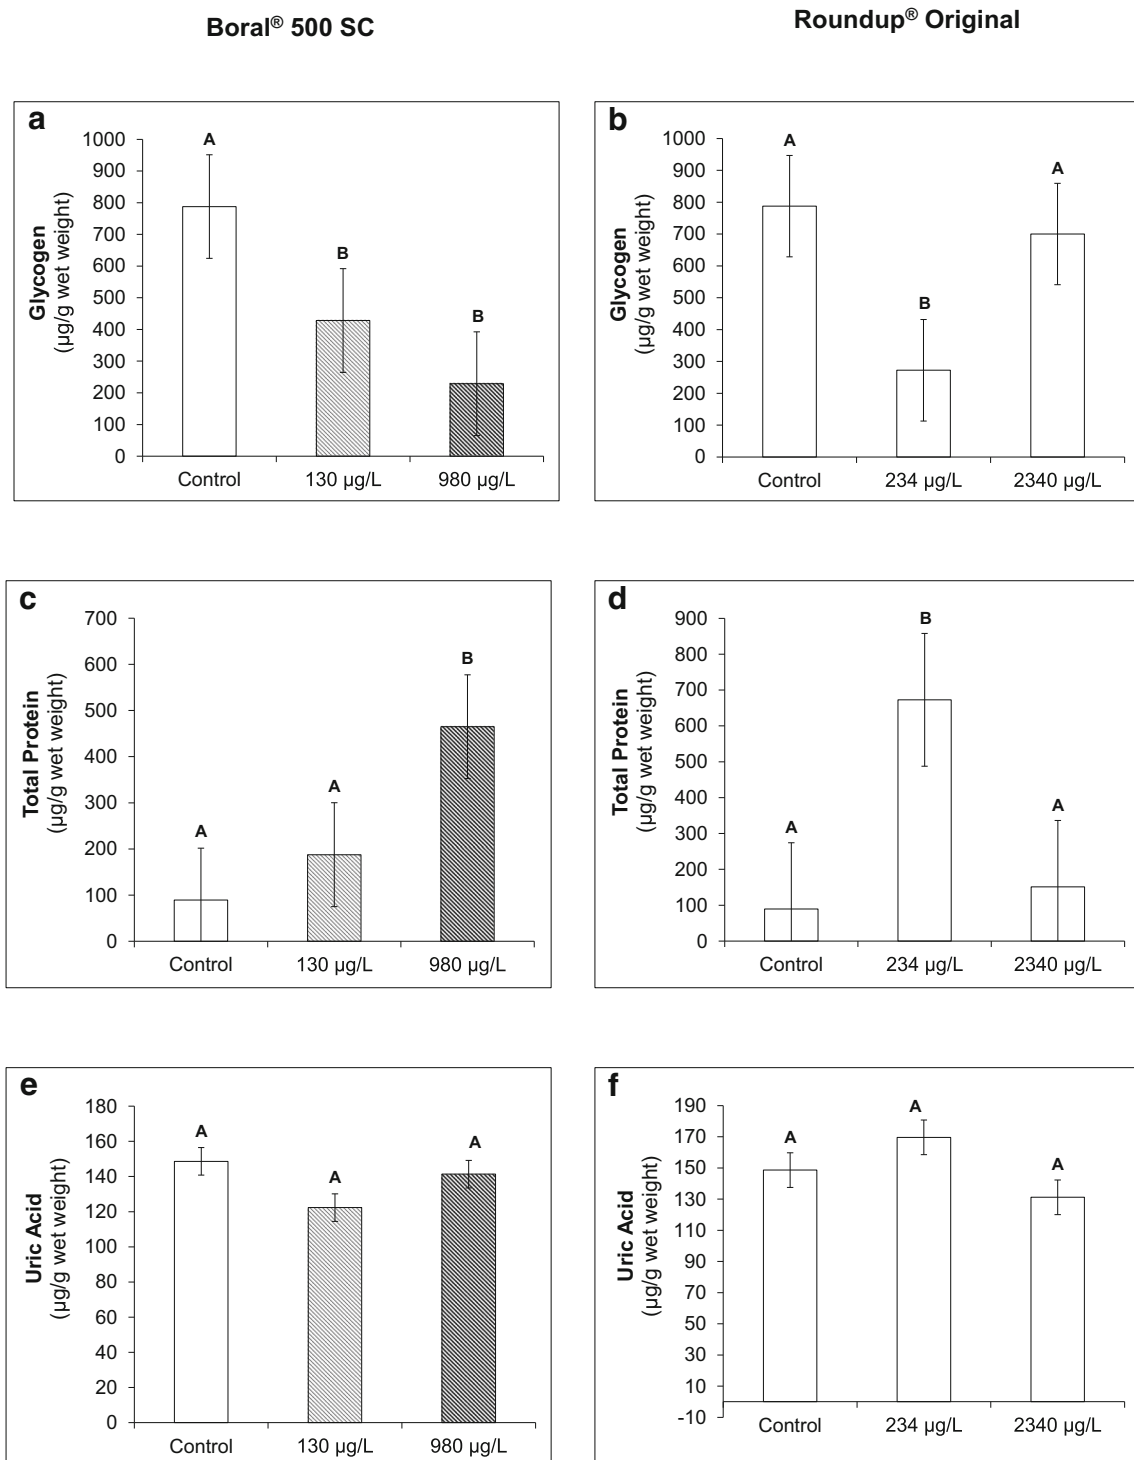 Boral® 500 SC
Roundup® Original
a
Glycogen
(µg/g wet weight)
1000
900
800
700
600
500
400
300
200
100
0
A
B
B
Control 130 µg/L 980 µg/L
b
Glycogen
(µg/g wet weight)
1000
900
800
700
600
500
400
300
200
100
0
A
B
A
Control 234 µg/L 2340 µg/L
c
Total Protein
(µg/g wet weight)
700
600
500
400
300
200
100
0
A
A
B
Control 130 µg/L 980 µg/L
d
Total Protein
(µg/g wet weight)
900
800
700
600
500
400
300
200
100
0
A
B
A
Control 234 µg/L 2340 µg/L
e
Uric Acid
(µg/g wet weight)
180
160
140
120
100
80
60
40
20
0
A
A
A
Control 130 µg/L 980 µg/L
f
Uric Acid
(µg/g wet weight)
190
170
150
130
110
90
70
50
30
10
-10
A
A
A
Control 234 µg/L 2340 µg/L